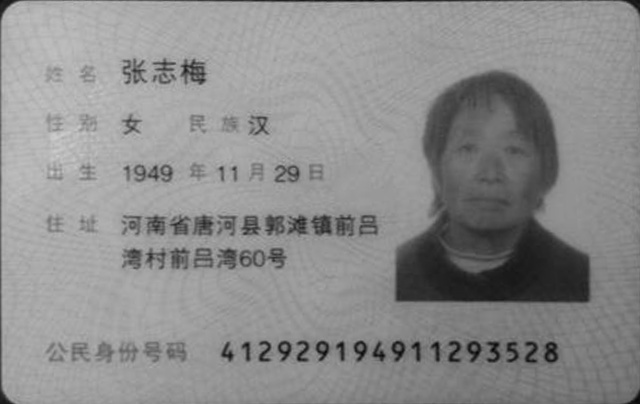 姓名 张志梅
性别 女 民族 汉
出生 1949 年 11 月 29 日
住址 河南省唐河县郭滩镇前吕
湾村前吕湾60号
公民身份号码 412929194911293528